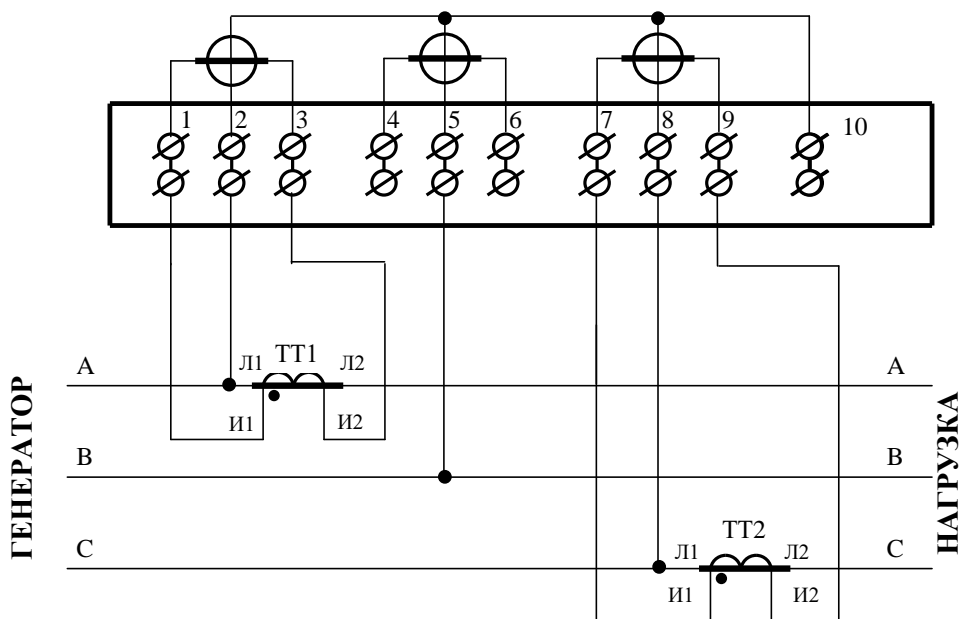 1 2 3 4 5 6 7 8 9 10
А Л1 ТТ1 Л2 А
И1 И2
В В
С Л1 ТТ2 Л2 С
И1 И2
ГЕНЕРАТОР
НАГРУЗКА